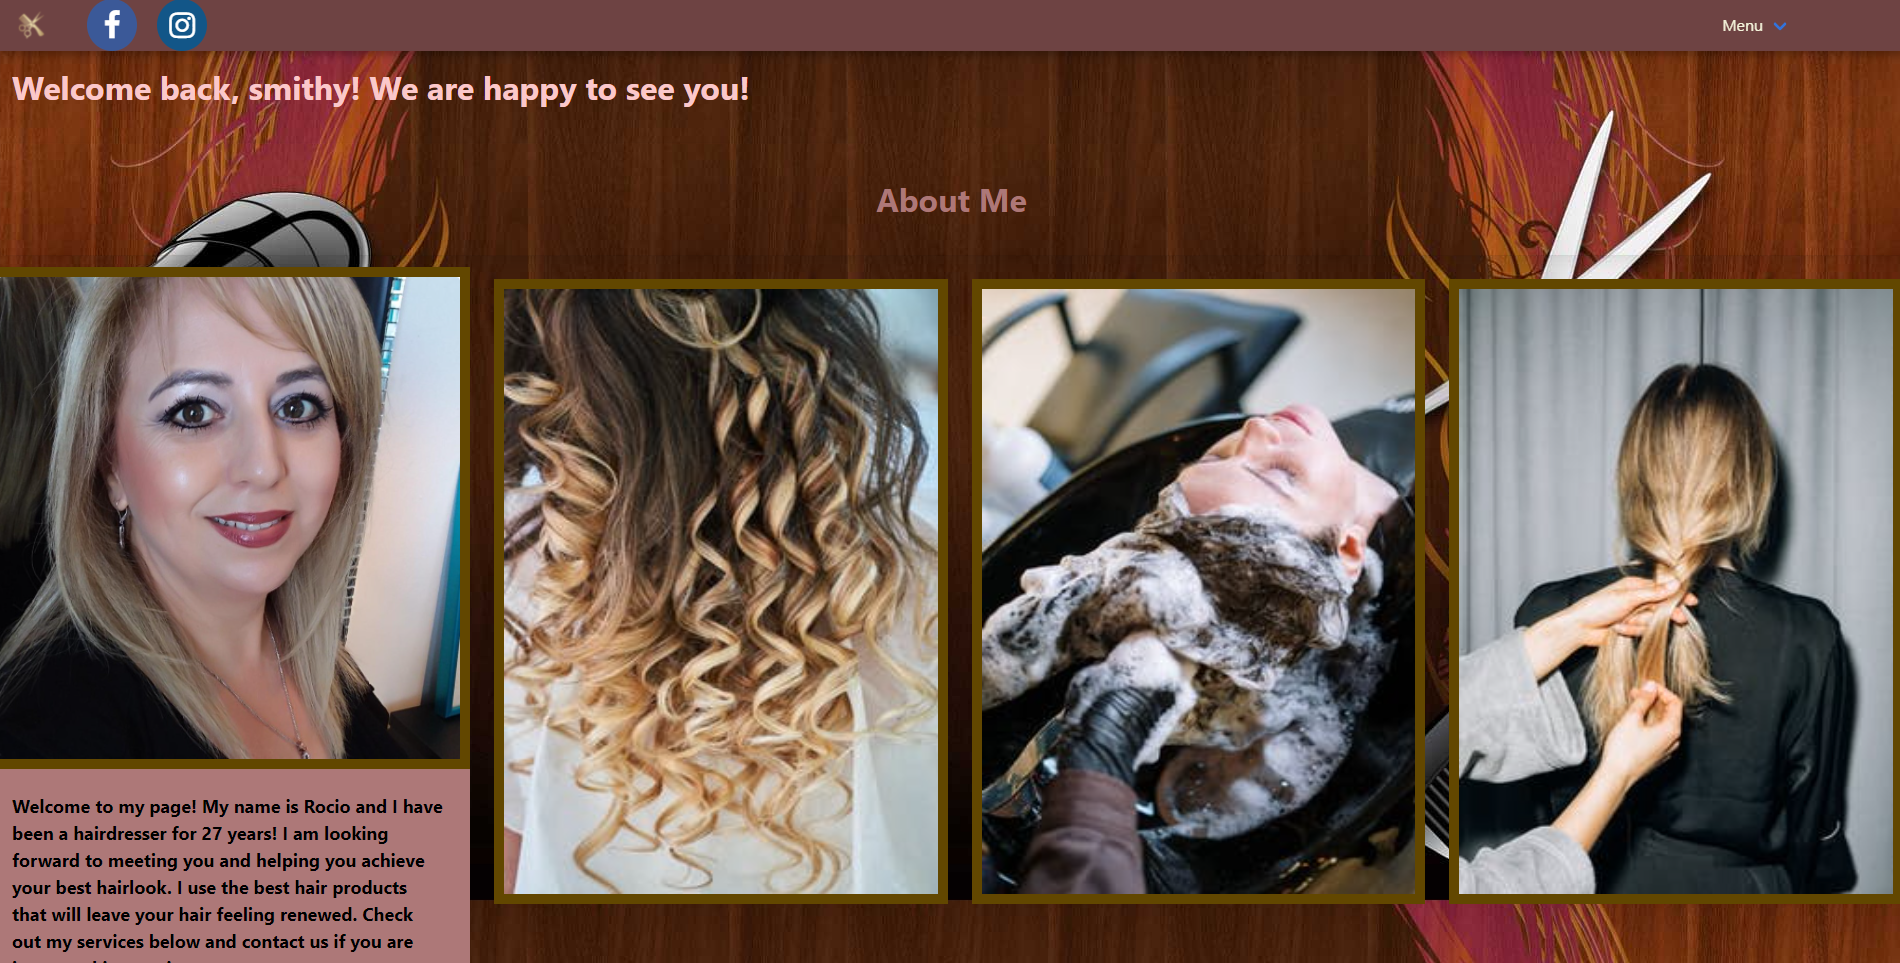 Menu
Welcome back, smithy! We are happy to see you!
About Me
Welcome to my page! My name is Rocio and I have
been a hairdresser for 27 years! I am looking
forward to meeting you and helping you achieve
your best hairlook. I use the best hair products
that will leave your hair feeling renewed. Check
out my services below and contact us if you are